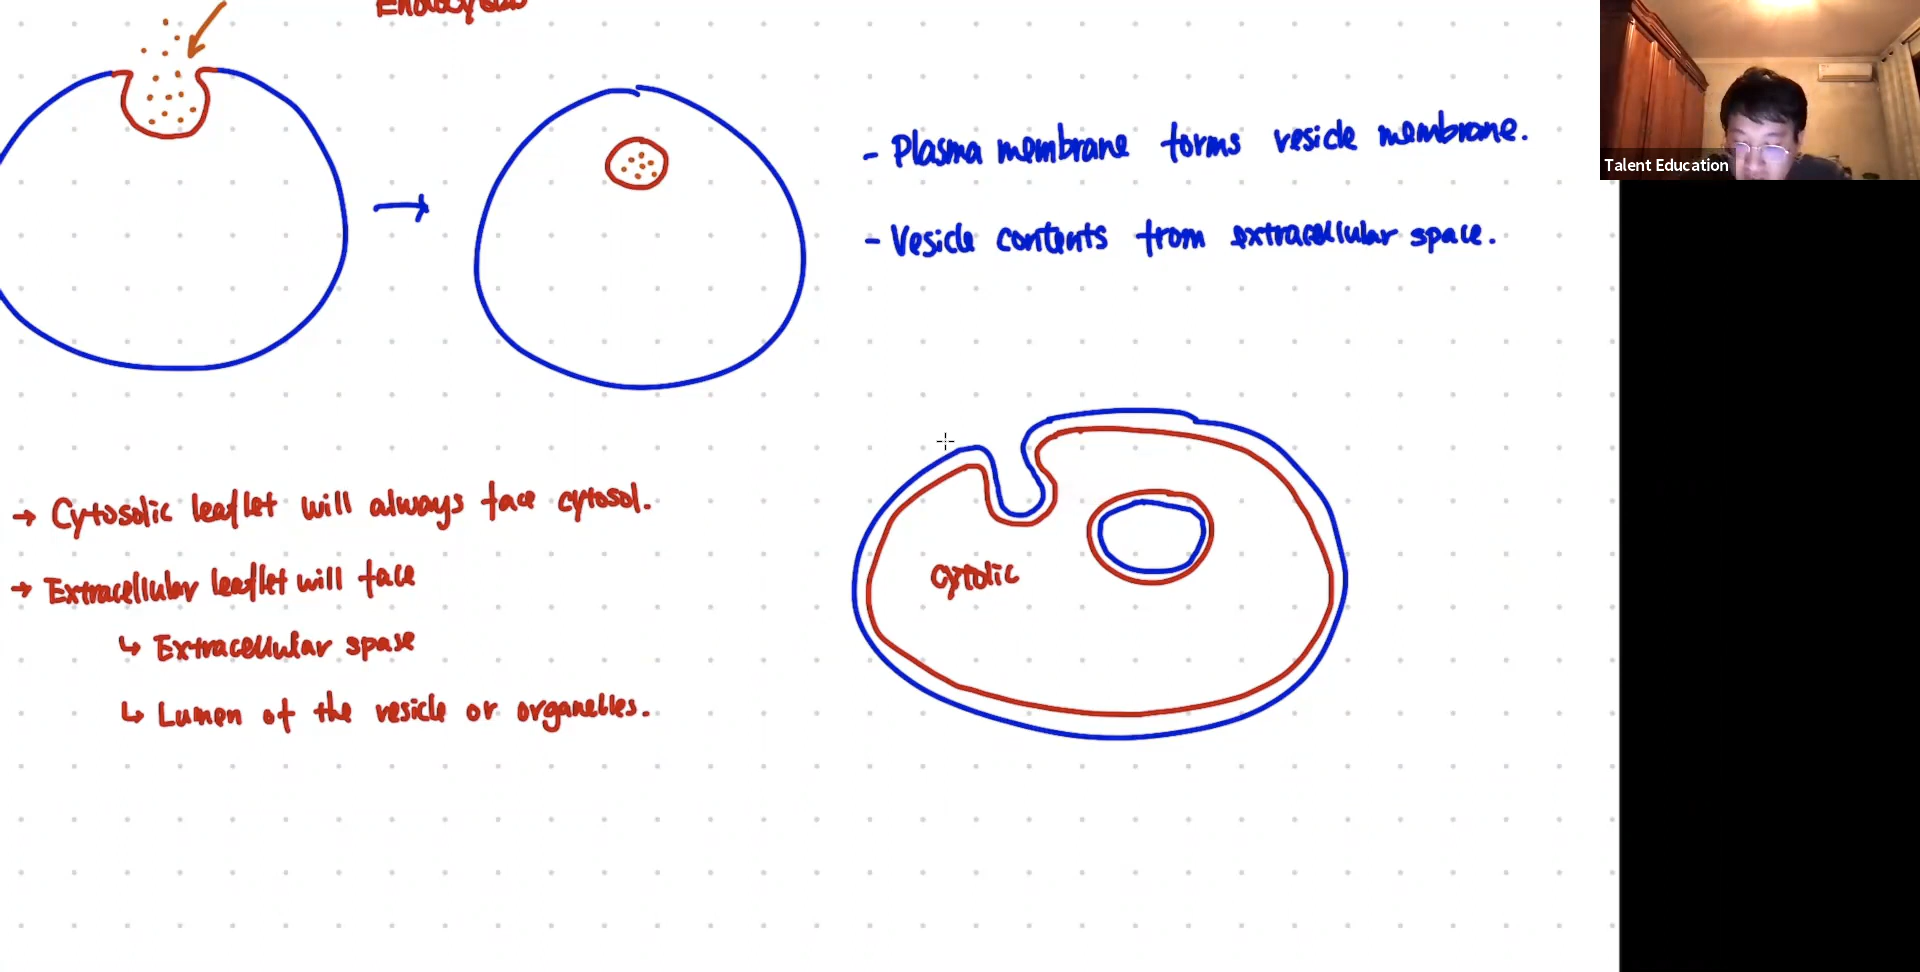 Endocytosis
- Plasma membrane forms vesicle membrane.
- Vesicle contents from extracellular space.
→ Cytosolic leaflet will always face cytosol.
→ Extracellular leaflet will face
↳ Extracellular spase
↳ Lumen of the vesicle or organelles.
cytolic
Talent Education